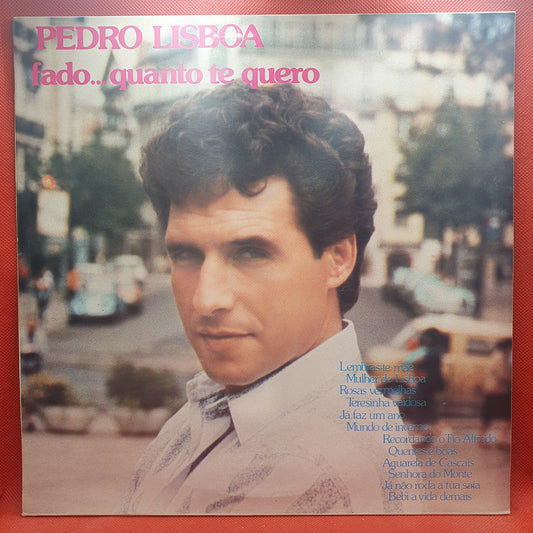 PEDRO LISBOA
fado... quanto te quero
Lembras-te mãe
Mulher de Lisboa
Rosas vermelhas
Teresinha vaidosa
Já faz um ano
Mundo de inverno
Recordando o Tio Alfredo
Quentes e boas
Aguarela de Cascais
Senhora do Monte
Já não roda a tua saia
Bebi a vida demais